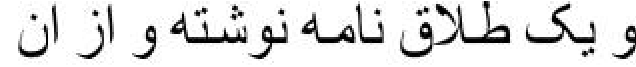 و یک طلاق نامه نوشته و از ان